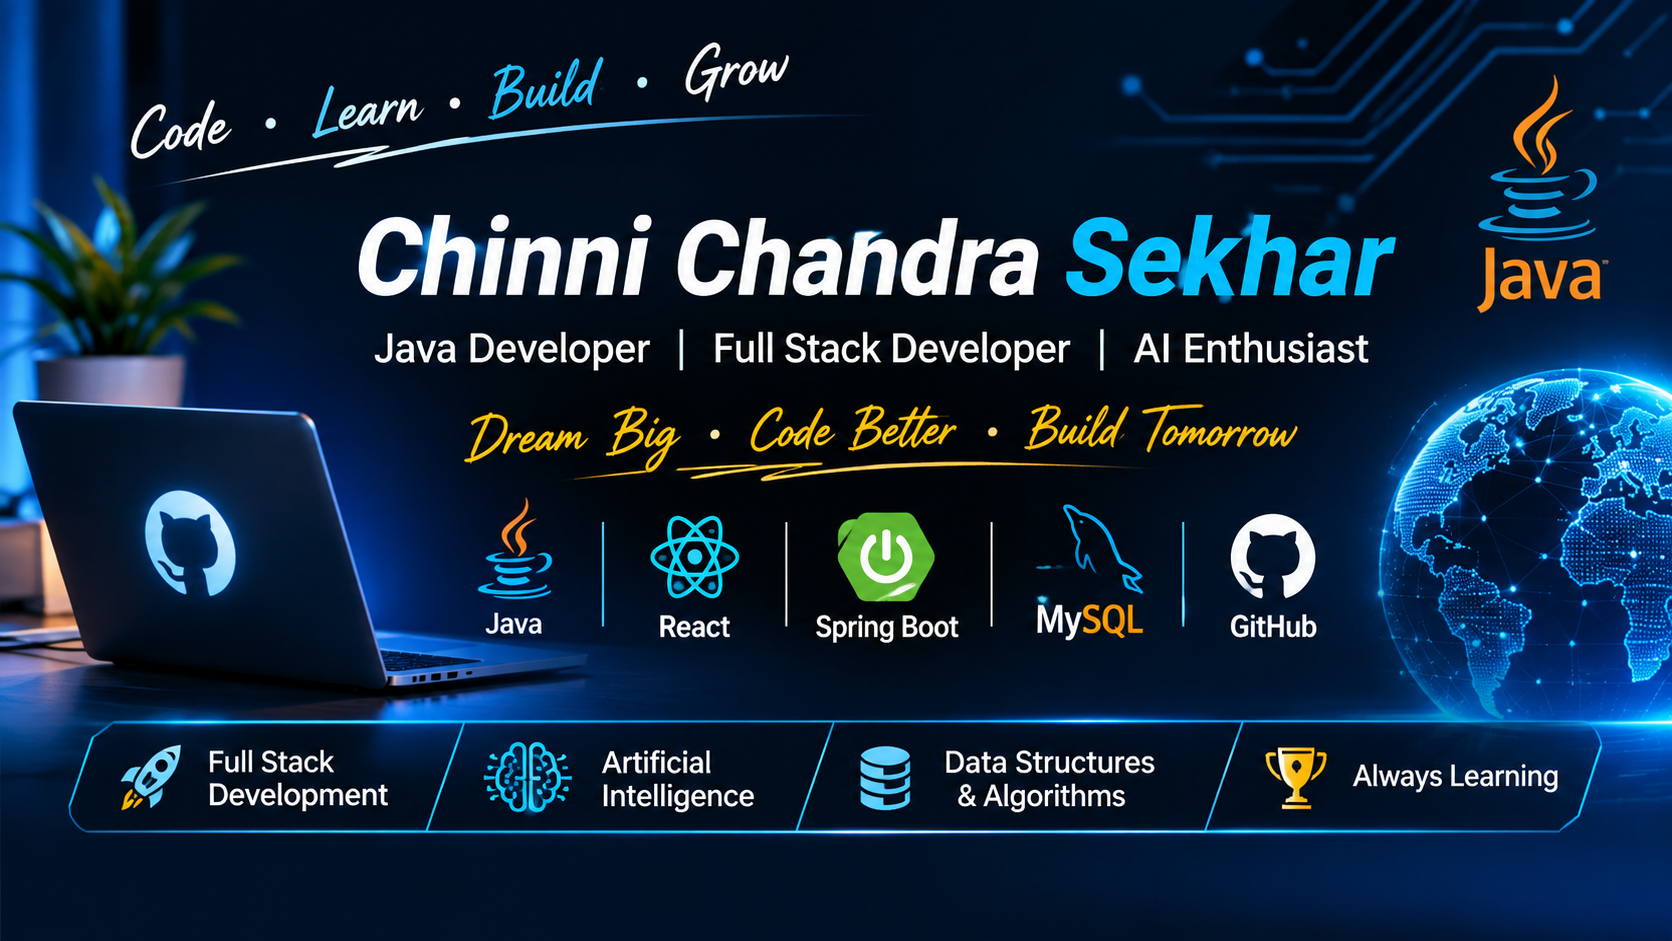 Code • Learn • Build • Grow
Chinni Chandra Sekhar
Java Developer | Full Stack Developer | AI Enthusiast
Java™
Dream Big • Code Better • Build Tomorrow
Java
React
Spring Boot
MySQL
GitHub
Full Stack
Development
Artificial
Intelligence
Data Structures
& Algorithms
Always Learning